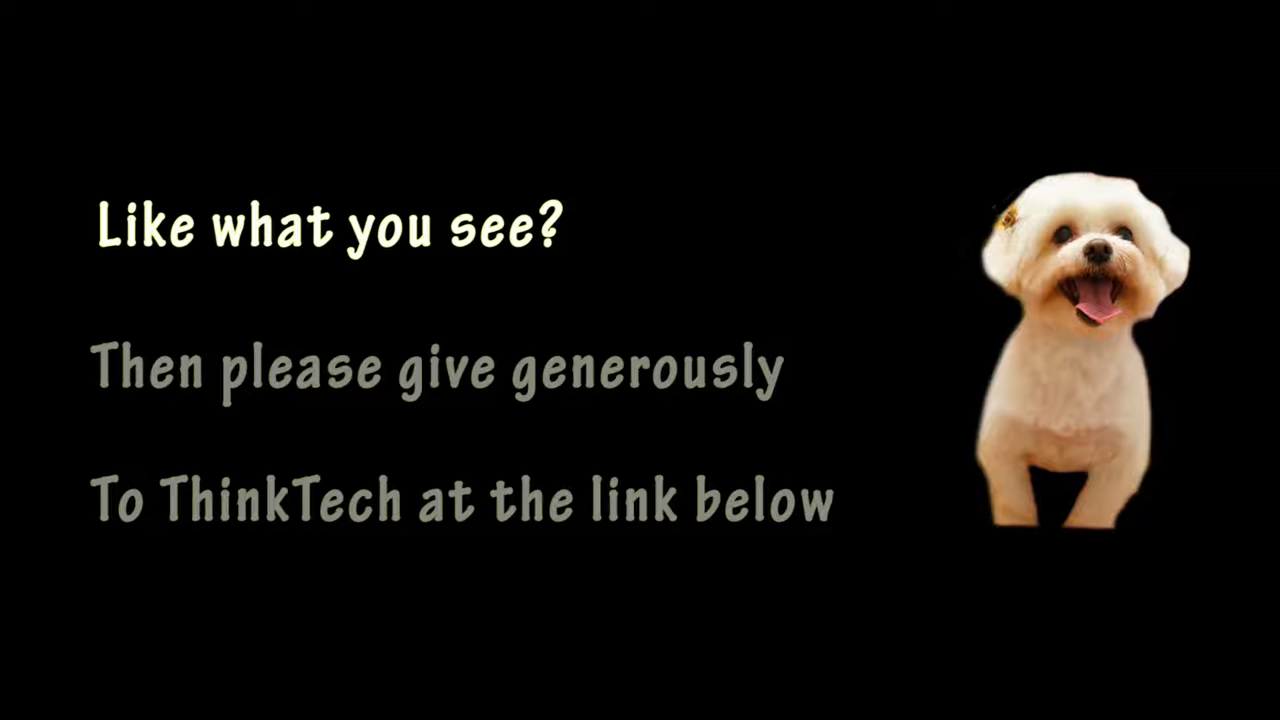 Like what you see?
Then please give generously
To ThinkTech at the link below